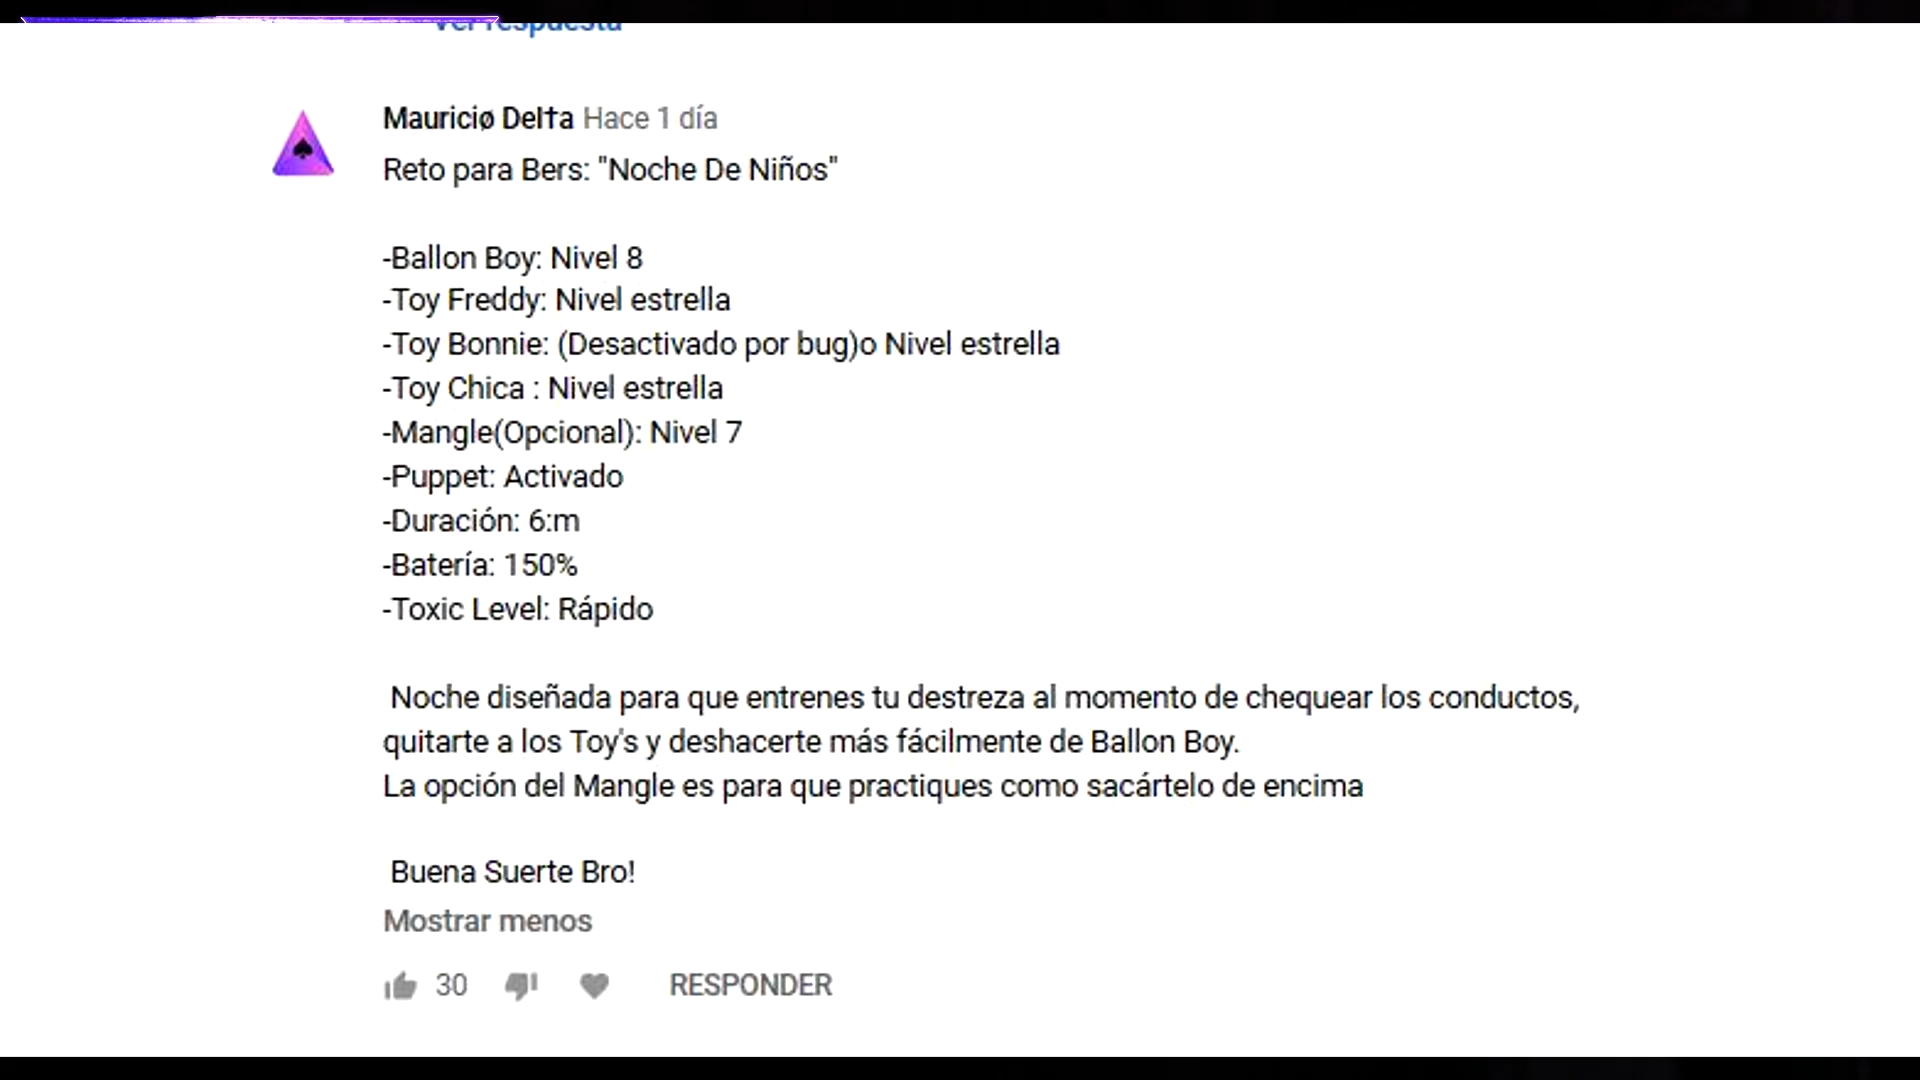 Ver respuesta
Mauriciø Del†a Hace 1 día
Reto para Bers: "Noche De Niños"
-Ballon Boy: Nivel 8
-Toy Freddy: Nivel estrella
-Toy Bonnie: (Desactivado por bug)o Nivel estrella
-Toy Chica : Nivel estrella
-Mangle(Opcional): Nivel 7
-Puppet: Activado
-Duración: 6:m
-Batería: 150%
-Toxic Level: Rápido
Noche diseñada para que entrenes tu destreza al momento de chequear los conductos,
quitarte a los Toy's y deshacerte más fácilmente de Ballon Boy.
La opción del Mangle es para que practiques como sacártelo de encima
Buena Suerte Bro!
Mostrar menos
30 RESPONDER